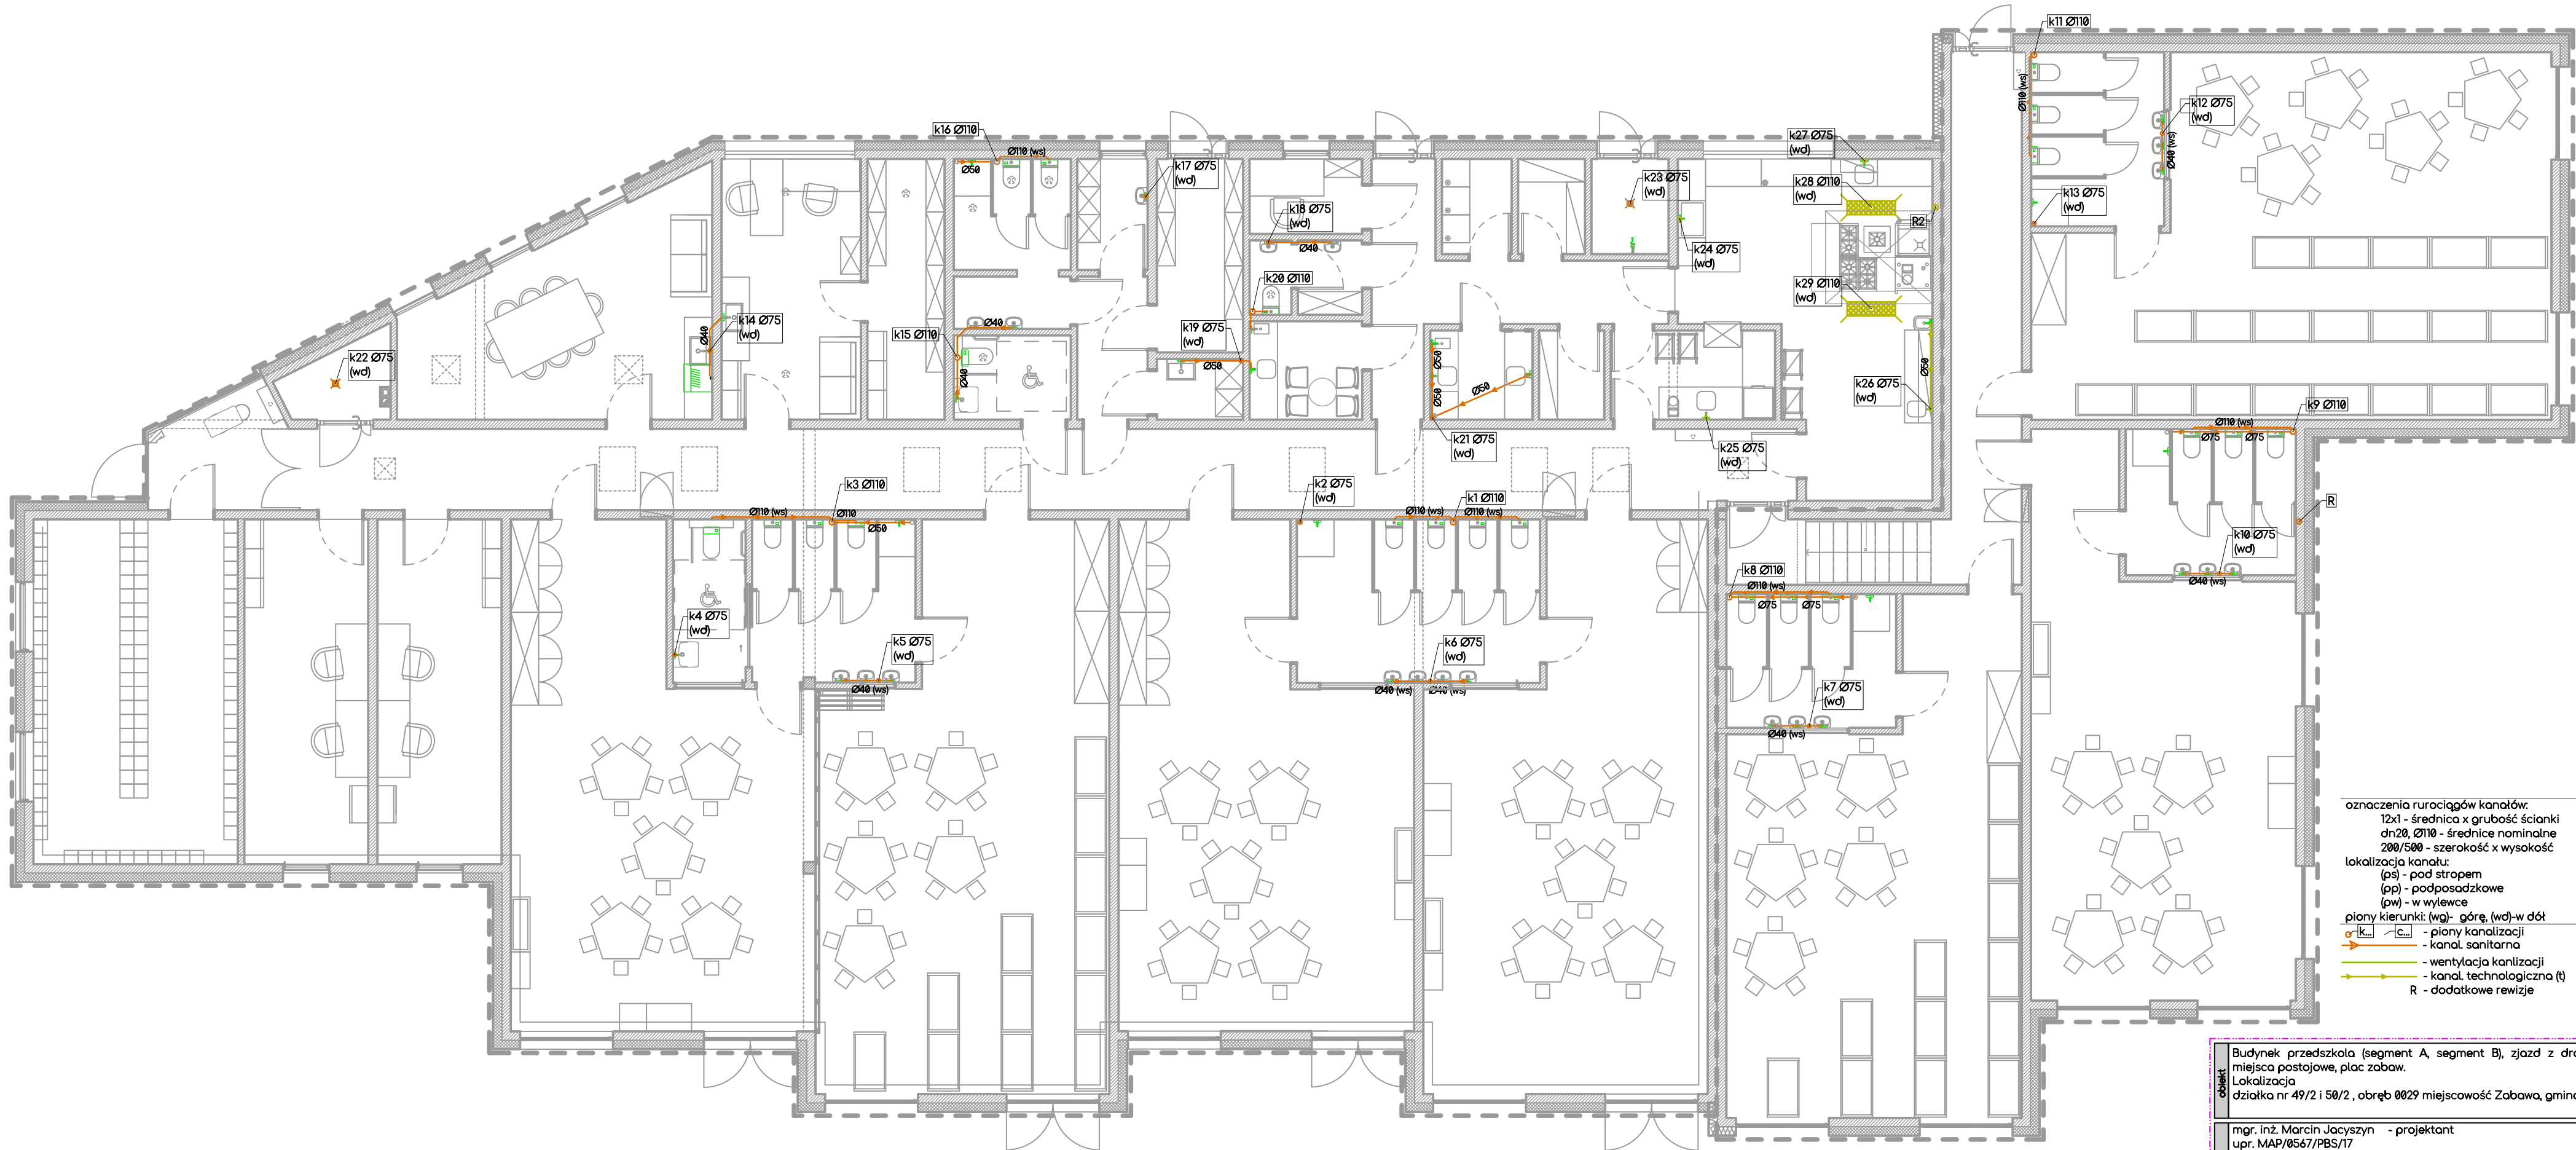 k11 Ø110
Ø110 (ws)
k12 Ø75
(wd)
Ø40 (ws)
k13 Ø75
(wd)
k16 Ø110
Ø110 (ws)
Ø50
k17 Ø75
(wd)
k27 Ø75
(wd)
k23 Ø75
(wd)
k28 Ø110
(wd)
k18 Ø75
(wd)
Ø40
R2
k24 Ø75
(wd)
k20 Ø110
k29 Ø110
(wd)
k14 Ø75
(wd)
Ø40
k15 Ø110
Ø40
Ø40
k19 Ø75
(wd)
Ø50
k22 Ø75
(wd)
Ø50
Ø50
Ø50
k26 Ø75
(wd)
Ø50
k21 Ø75
(wd)
k25 Ø75
(wd)
k9 Ø110
Ø110 (ws)
Ø75
Ø75
k3 Ø110
Ø110 (ws)
Ø110
Ø50
k2 Ø75
(wd)
k1 Ø110
Ø110 (ws)
Ø110 (ws)
R
k10 Ø75
(wd)
Ø40 (ws)
k8 Ø110
Ø110 (ws)
Ø75
Ø75
k4 Ø75
(wd)
k5 Ø75
(wd)
Ø40 (ws)
k6 Ø75
(wd)
Ø40 (ws)
Ø40 (ws)
k7 Ø75
(wd)
Ø40 (ws)
oznaczenia rurociągów kanałów:
12x1 - średnica x grubość ścianki
dn20, Ø110 - średnice nominalne
200/500 - szerokość x wysokość
lokalizacja kanału:
(ps) - pod stropem
(pp) - podposadzkowe
(pw) - w wylewce
piony kierunki: (wg)- górę, (wd)-w dół
k... c... - piony kanalizacji
- kanal. sanitarna
- wentylacja kanlizacji
- kanal. technologiczna (t)
R - dodatkowe rewizje
obiekt
Budynek przedszkola (segment A, segment B), zjazd z
miejsca postojowe, plac zabaw.
Lokalizacja
działka nr 49/2 i 50/2 , obręb 0029 miejscowość Zabawa,
mgr. inż. Marcin Jacyszyn - projektant
upr. MAP/0567/PBS/17